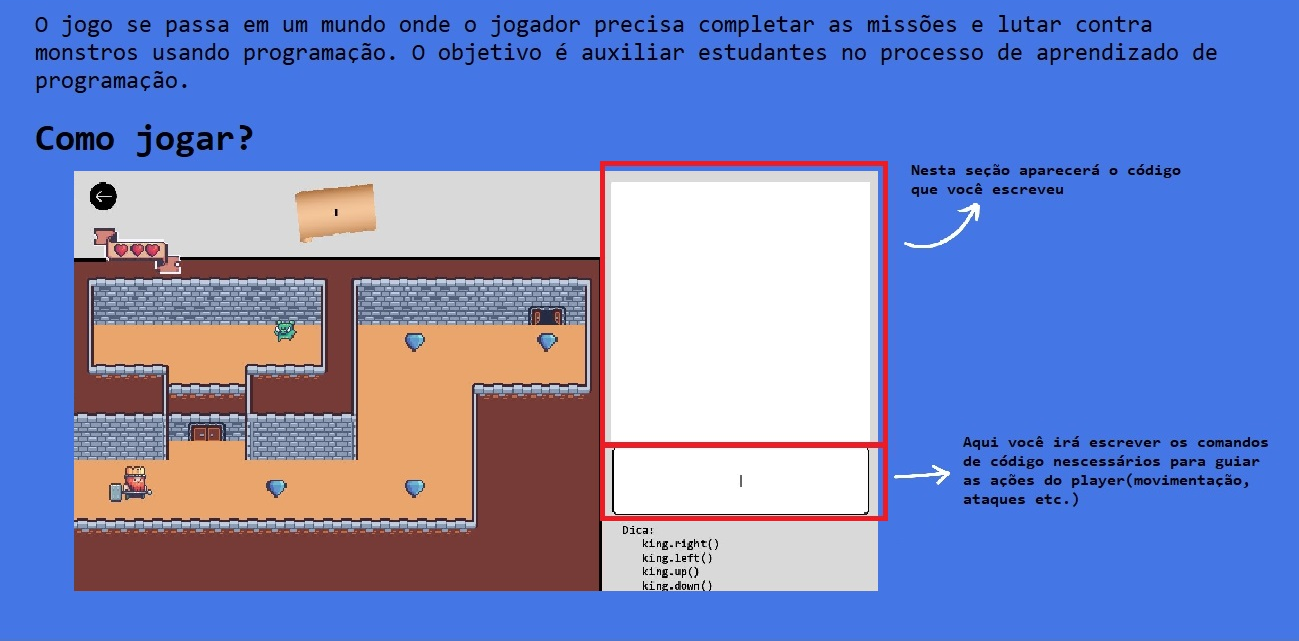 O jogo se passa em um mundo onde o jogador precisa completar as missões e lutar contra
monstros usando programação. O objetivo é auxiliar estudantes no processo de aprendizado de
programação.
Como jogar?
Nesta seção aparecerá o código
que você escreveu
Aqui você irá escrever os comandos
de código nescessários para guiar
as ações do player(movimentação,
ataques etc.)
Dica:
king.right()
king.left()
king.up()
king.down()